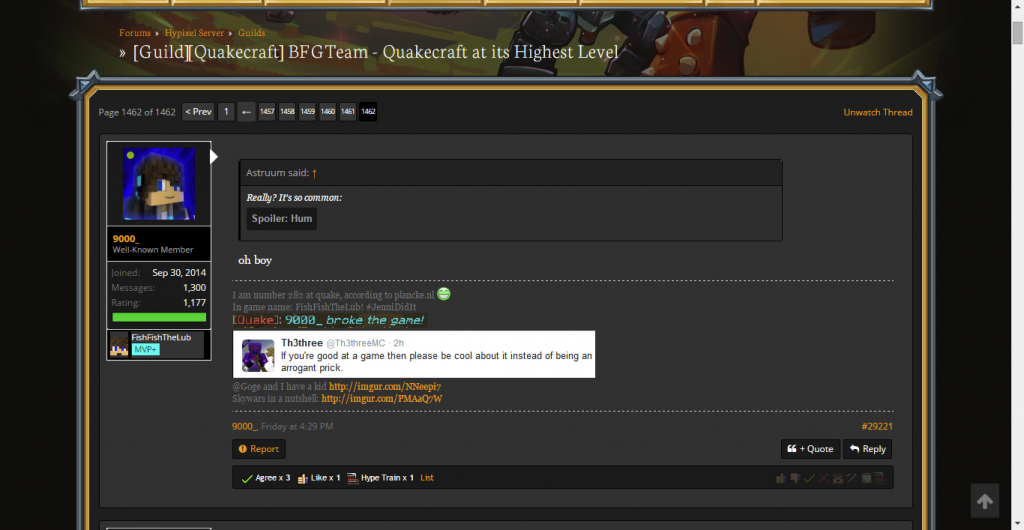 Forums » Hypixel Server » Guilds
» [Guild][Quakecraft] BFGTeam - Quakecraft at its Highest Level
Page 1462 of 1462 < Prev 1 ← 1457 1458 1459 1460 1461 1462
Unwatch Thread
9000_
Well-Known Member
Joined: Sep 30, 2014
Messages: 1,300
Rating: 1,177
FishFishTheLub
MVP+
Astruum said: ↑
Really? It's so common:
Spoiler: Hum
oh boy
I am number 282 at quake, according to plancke.nl
In game name: FishFishTheLub! #JenniDidIt
[Quake]: 9000_ broke the game!
Th3three @Th3threeMC · 2h
If you're good at a game then please be cool about it instead of being an
arrogant prick.
@Goge and I have a kid http://imgur.com/NNeepi7
Skywars in a nutshell: http://imgur.com/PMAaQ7W
9000_, Friday at 4:29 PM
#29221
Report
+ Quote
Reply
Agree x 3 Like x 1 Hype Train x 1 List